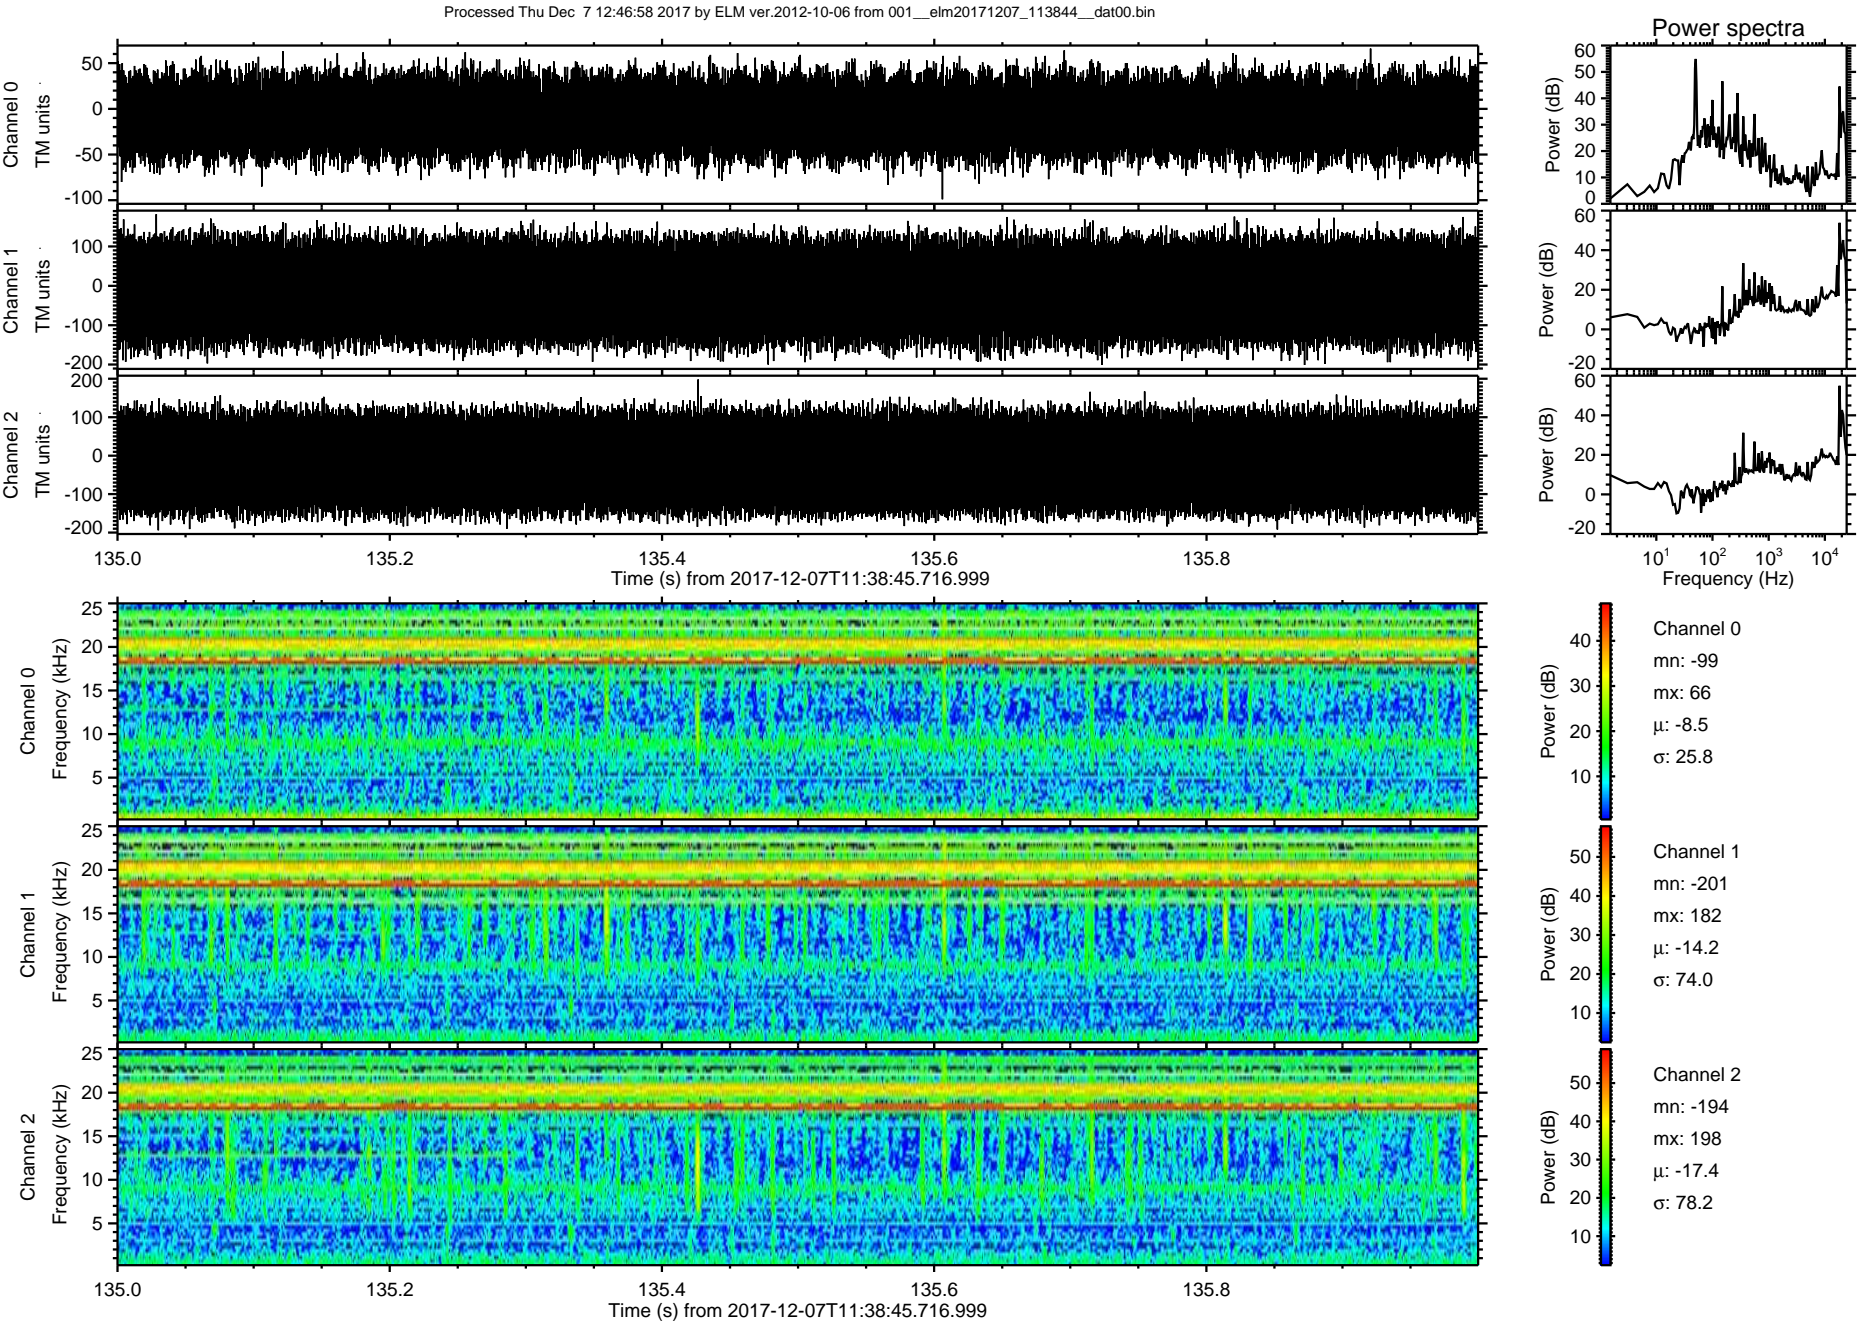 Processed Thu Dec  7 12:46:58 2017 by ELM ver.2012-10-06 from 001__elm20171207_113844__dat00.bin
Power spectra
Channel 0
TM units
50
0
-50
-100
Power (dB)
60
50
40
30
20
10
0
Channel 1
TM units
100
0
-100
-200
Power (dB)
60
40
20
0
-20
Channel 2
TM units
200
100
0
-100
-200
Power (dB)
60
40
20
0
-20
135.0 135.2 135.4 135.6 135.8
Time (s) from 2017-12-07T11:38:45.716.999
10¹ 10² 10³ 10⁴
Frequency (Hz)
Channel 0
Frequency (kHz)
25
20
15
10
5
Power (dB)
40
30
20
10
Channel 0
mn: -99
mx: 66
µ: -8.5
σ: 25.8
Channel 1
Frequency (kHz)
25
20
15
10
5
Power (dB)
50
40
30
20
10
Channel 1
mn: -201
mx: 182
µ: -14.2
σ: 74.0
Channel 2
Frequency (kHz)
25
20
15
10
5
Power (dB)
50
40
30
20
10
Channel 2
mn: -194
mx: 198
µ: -17.4
σ: 78.2
135.0 135.2 135.4 135.6 135.8
Time (s) from 2017-12-07T11:38:45.716.999